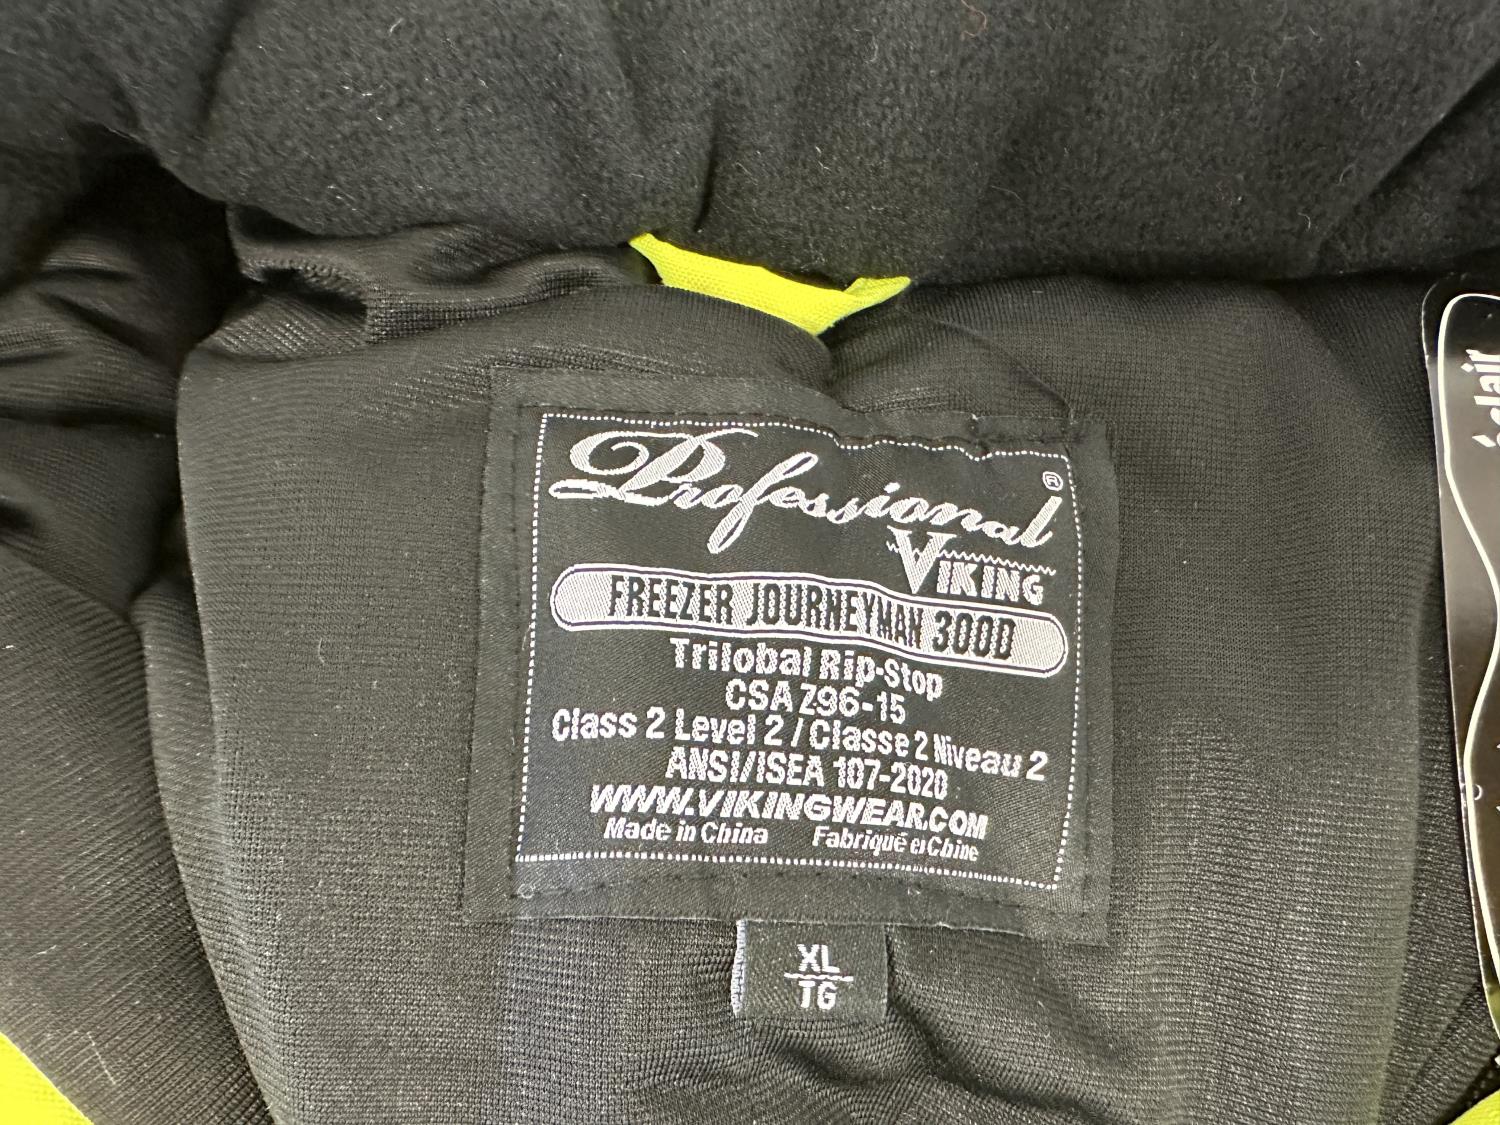 Professional®
VIKING
FREEZER JOURNEYMAN 300D
Trilobal Rip-Stop
CSA Z96-15
Class 2 Level 2 / Classe 2 Niveau 2
ANSI/ISEA 107-2020
WWW.VIKINGWEAR.COM
Made in China Fabriqué en Chine
XL
TG
éclair